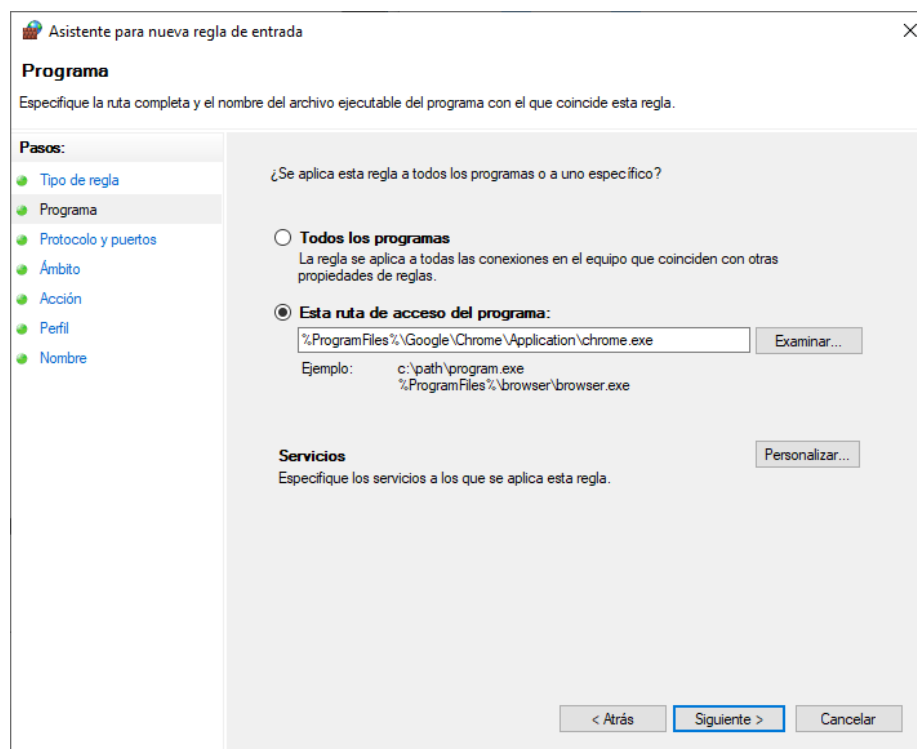 Asistente para nueva regla de entrada
Programa
Especifique la ruta completa y el nombre del archivo ejecutable del programa con el que coincide esta regla.
Pasos:
Tipo de regla
Programa
Protocolo y puertos
Ámbito
Acción
Perfil
Nombre
¿Se aplica esta regla a todos los programas o a uno específico?
Todos los programas
La regla se aplica a todas las conexiones en el equipo que coinciden con otras
propiedades de reglas.
Esta ruta de acceso del programa:
%ProgramFiles%\Google\Chrome\Application\chrome.exe
Examinar...
Ejemplo: c:\path\program.exe
%ProgramFiles%\browser\browser.exe
Servicios
Personalizar...
Especifique los servicios a los que se aplica esta regla.
< Atrás Siguiente > Cancelar